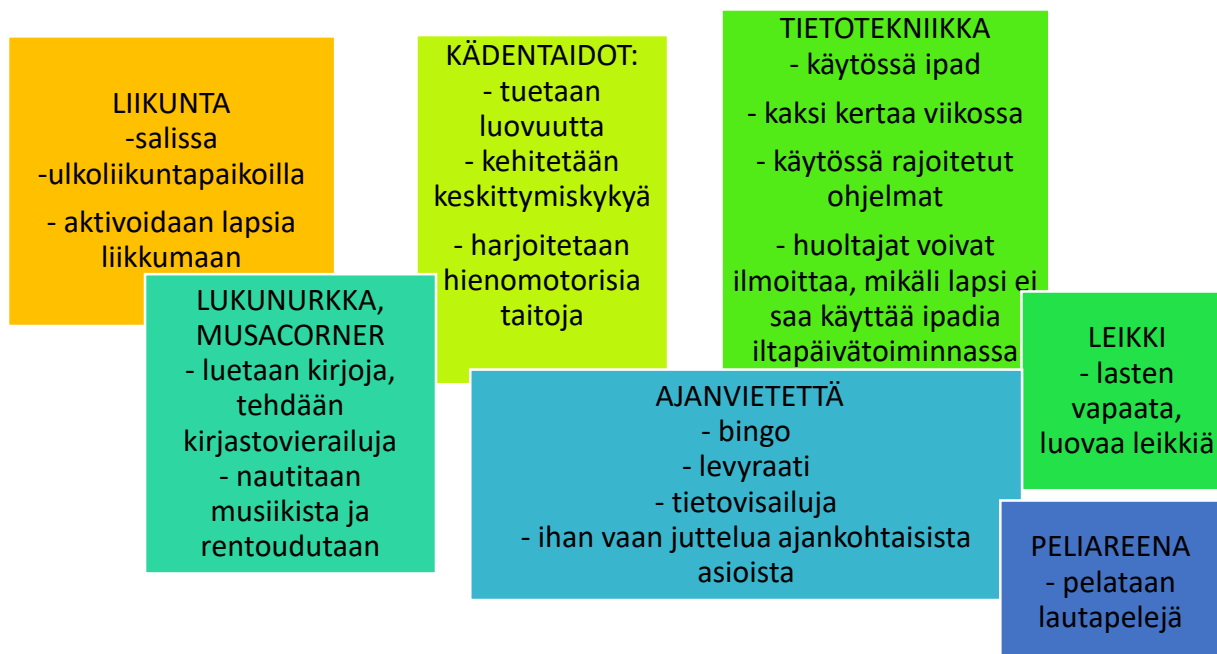 LIIKUNTA
-salissa
-ulkoliikuntapaikoilla
- aktivoidaan lapsia
liikkumaan
KÄDENTAIDOT:
- tuetaan
luovuutta
- kehitetään
keskittymiskykyä
- harjoitetaan
hienomotorisia
taitoja
TIETOTEKNIIKKA
- käytössä ipad
- kaksi kertaa viikossa
- käytössä rajoitetut
ohjelmat
- huoltajat voivat
ilmoittaa, mikäli lapsi ei
saa käyttää ipadia
iltapäivätoiminnassa
LUKUNURKKA,
MUSACORNER
- luetaan kirjoja,
tehdään
kirjastovierailuja
- nautitaan
musiikista ja
rentoudutaan
AJANVIETETTÄ
- bingo
- levyraati
- tietovisailuja
- ihan vaan juttelua ajankohtaisista
asioista
LEIKKI
- lasten
vapaata,
luovaa leikkiä
PELIAREENA
- pelataan
lautapelejä